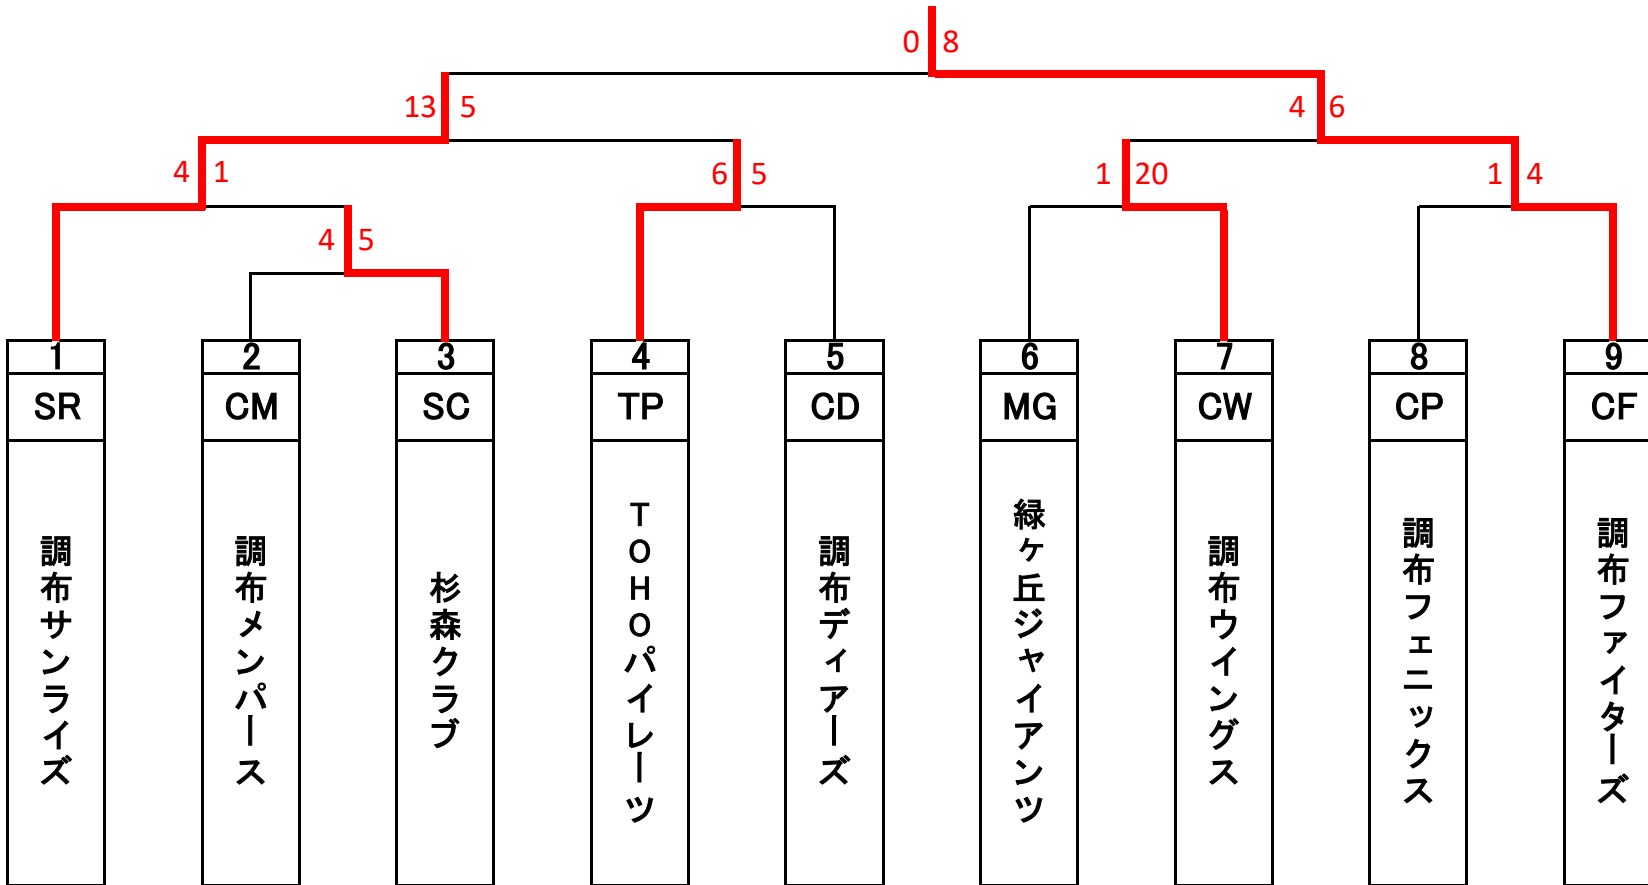 0 8
13 5
4 6
4 1
6 5
1 20
1 4
4 5
1 2 3 4 5 6 7 8 9
SR CM SC TP CD MG CW CP CF
調布サンライズ
調布メンパース
杉森クラブ
TOHOパイレーツ
調布ディアーズ
緑ヶ丘ジャイアンツ
調布ウイングス
調布フェニックス
調布ファイターズ